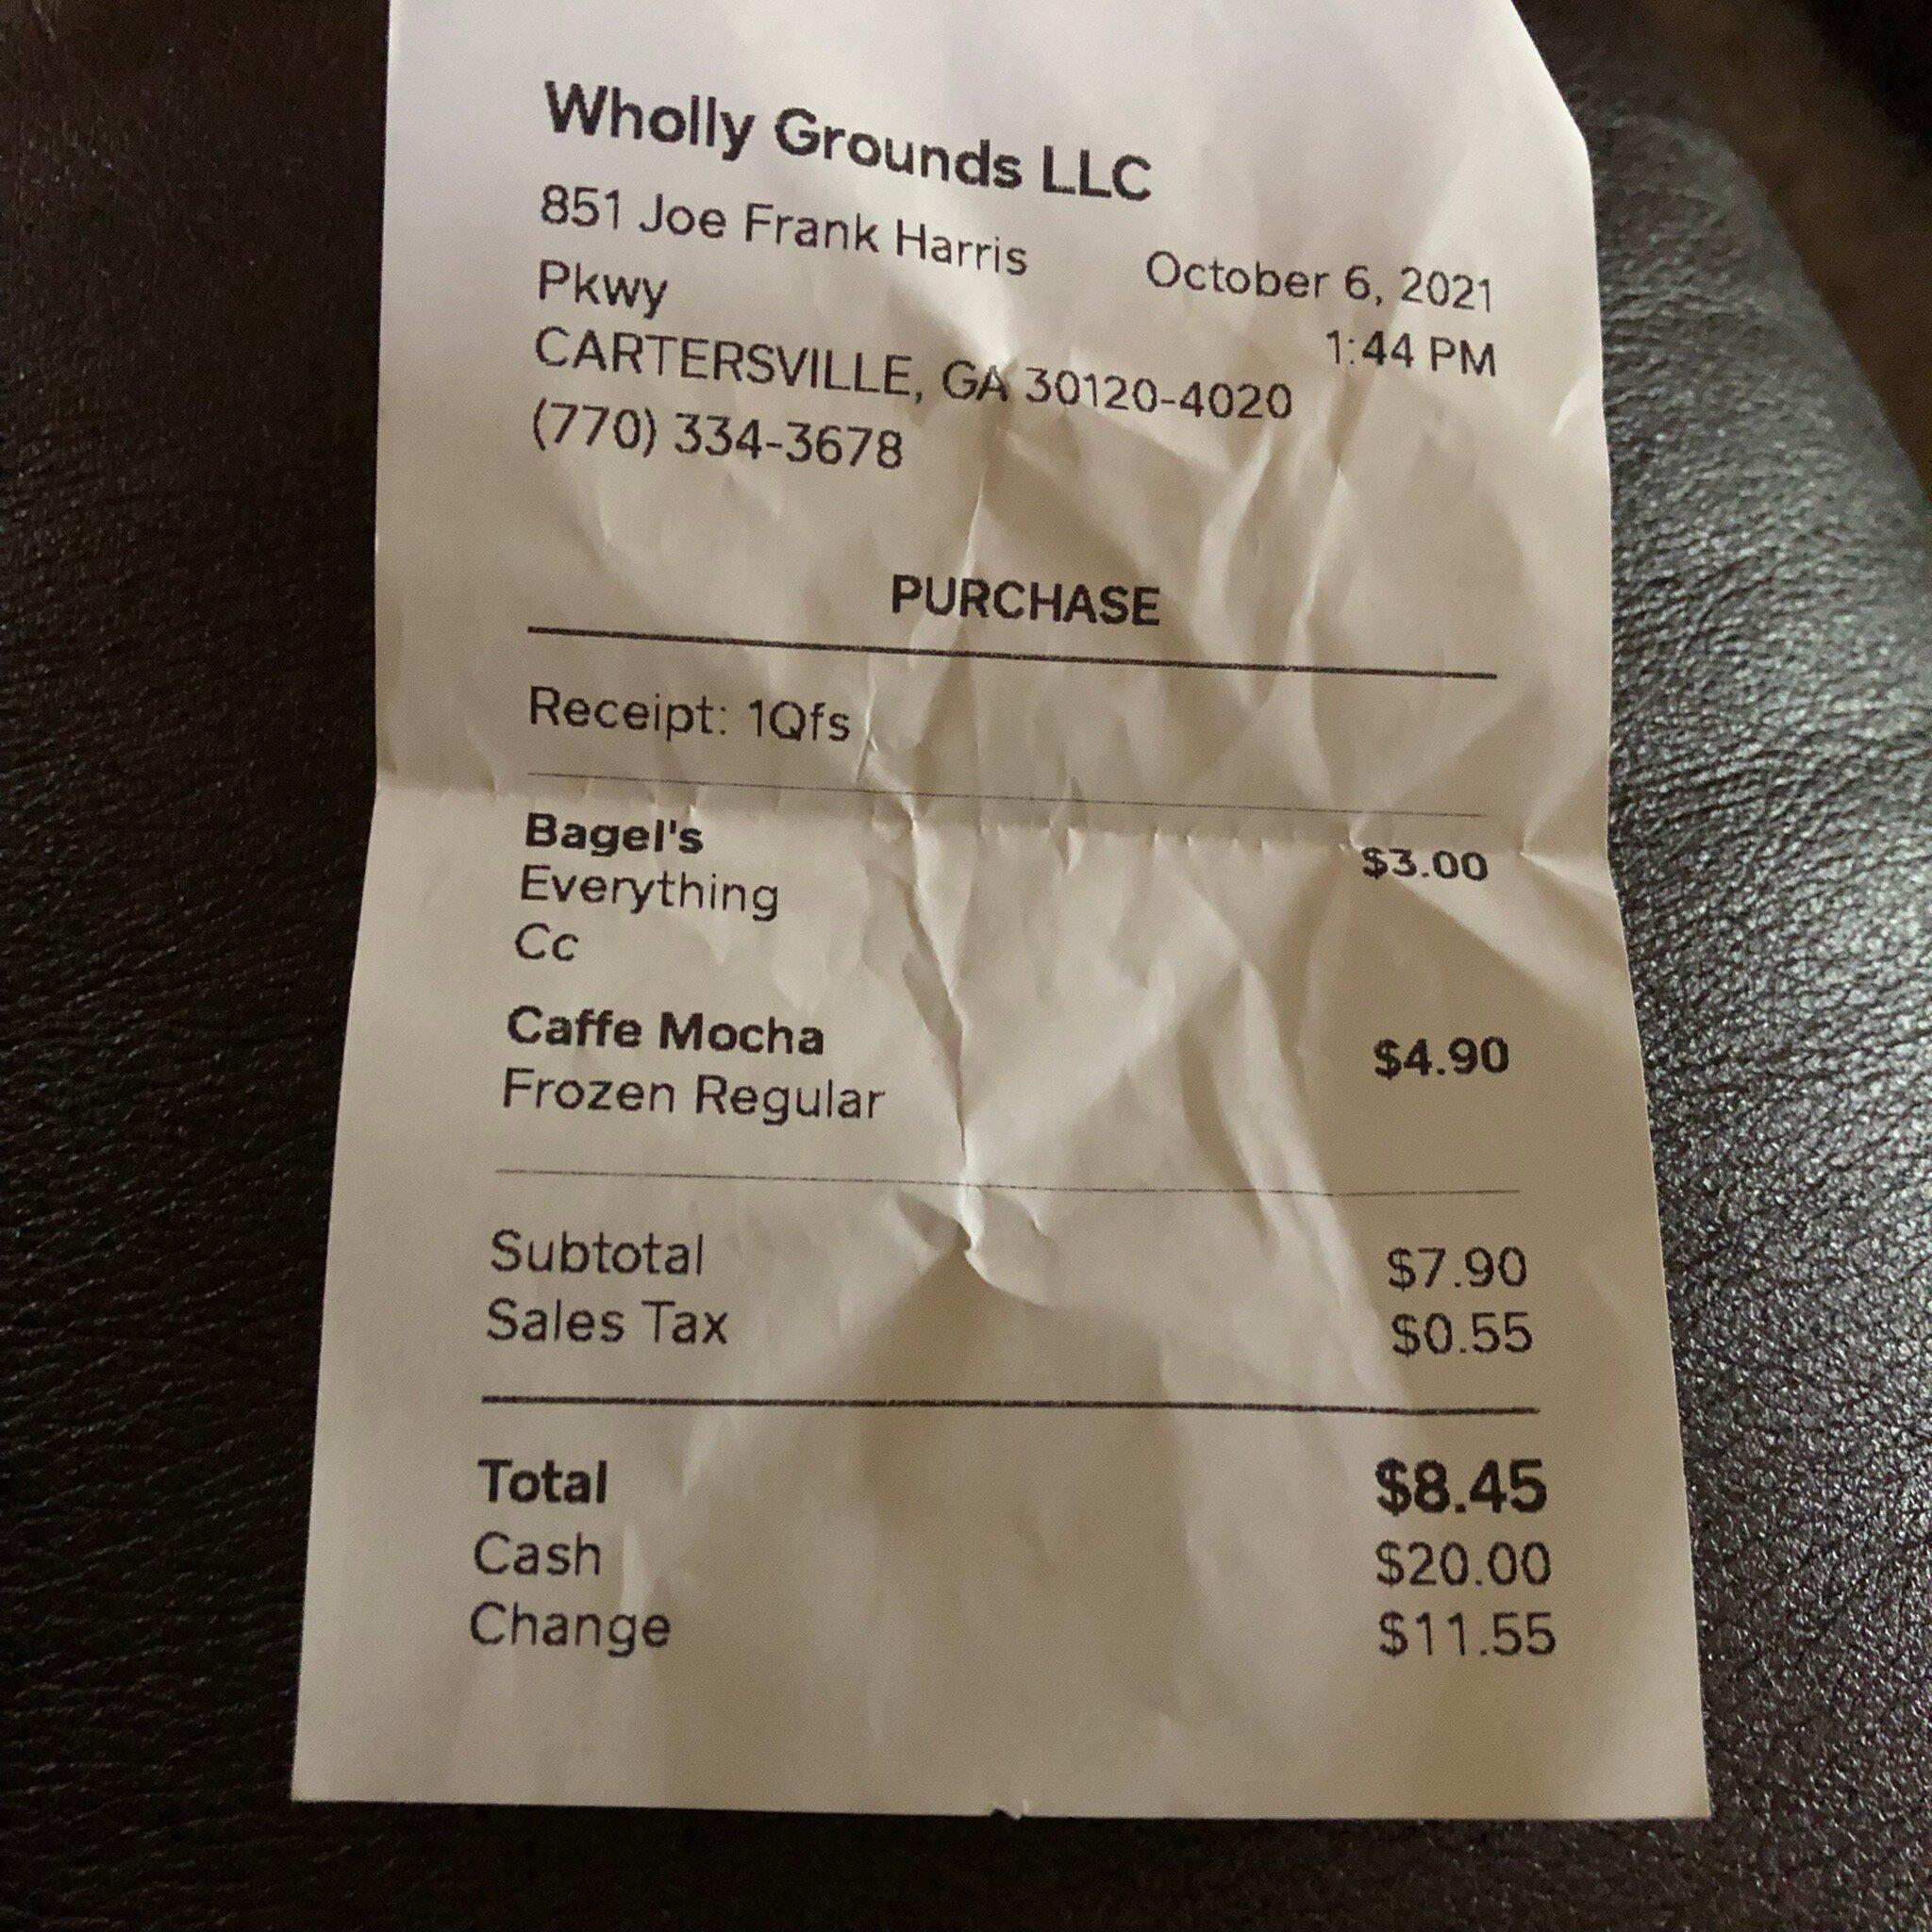 Wholly Grounds LLC
851 Joe Frank Harris October 6, 2021
Pkwy 1:44 PM
CARTERSVILLE, GA 30120-4020
(770) 334-3678
PURCHASE
Receipt: 1Qfs
Bagel's $3.00
Everything
Cc
Caffe Mocha $4.90
Frozen Regular
Subtotal $7.90
Sales Tax $0.55
Total $8.45
Cash $20.00
Change $11.55